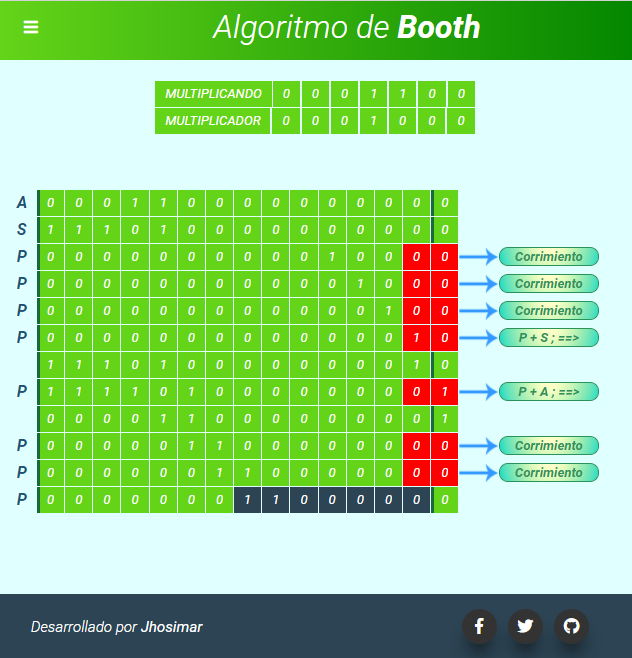 Algoritmo de Booth
MULTIPLICANDO 0 0 0 1 1 0 0
MULTIPLICADOR 0 0 0 1 0 0 0
A 0 0 0 1 1 0 0 0 0 0 0 0 0 0 0
S 1 1 1 0 1 0 0 0 0 0 0 0 0 0 0
P 0 0 0 0 0 0 0 0 0 0 1 0 0 0 0 Corrimiento
P 0 0 0 0 0 0 0 0 0 0 0 1 0 0 0 Corrimiento
P 0 0 0 0 0 0 0 0 0 0 0 0 1 0 0 Corrimiento
P 0 0 0 0 0 0 0 0 0 0 0 0 0 1 0 P + S ; ==>
1 1 1 0 1 0 0 0 0 0 0 0 0 1 0
P 1 1 1 1 0 1 0 0 0 0 0 0 0 0 1 P + A ; ==>
0 0 0 0 1 1 0 0 0 0 0 0 0 0 1
P 0 0 0 0 0 1 1 0 0 0 0 0 0 0 0 Corrimiento
P 0 0 0 0 0 0 1 1 0 0 0 0 0 0 0 Corrimiento
P 0 0 0 0 0 0 0 1 1 0 0 0 0 0 0
Desarrollado por Jhosimar